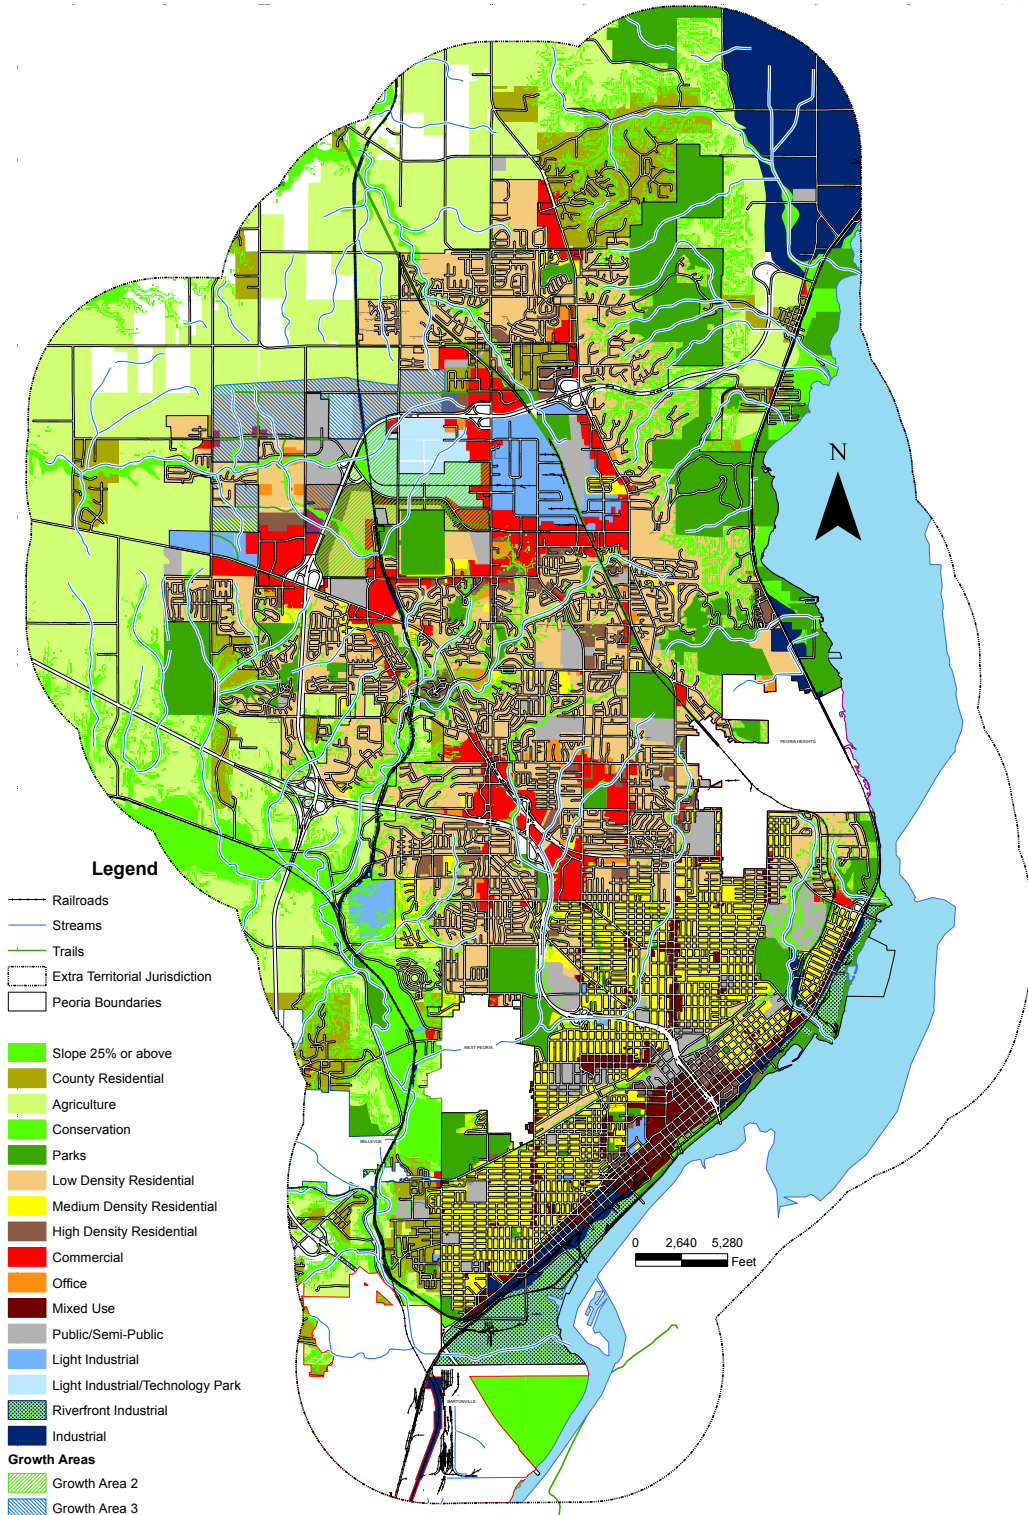 N
PEORIA HEIGHTS
WEST PEORIA
BELLEVUE
BARTONVILLE
0 2,640 5,280
Feet
Legend
Railroads
Streams
Trails
Extra Territorial Jurisdiction
Peoria Boundaries
Slope 25% or above
County Residential
Agriculture
Conservation
Parks
Low Density Residential
Medium Density Residential
High Density Residential
Commercial
Office
Mixed Use
Public/Semi-Public
Light Industrial
Light Industrial/Technology Park
Riverfront Industrial
Industrial
Growth Areas
Growth Area 2
Growth Area 3